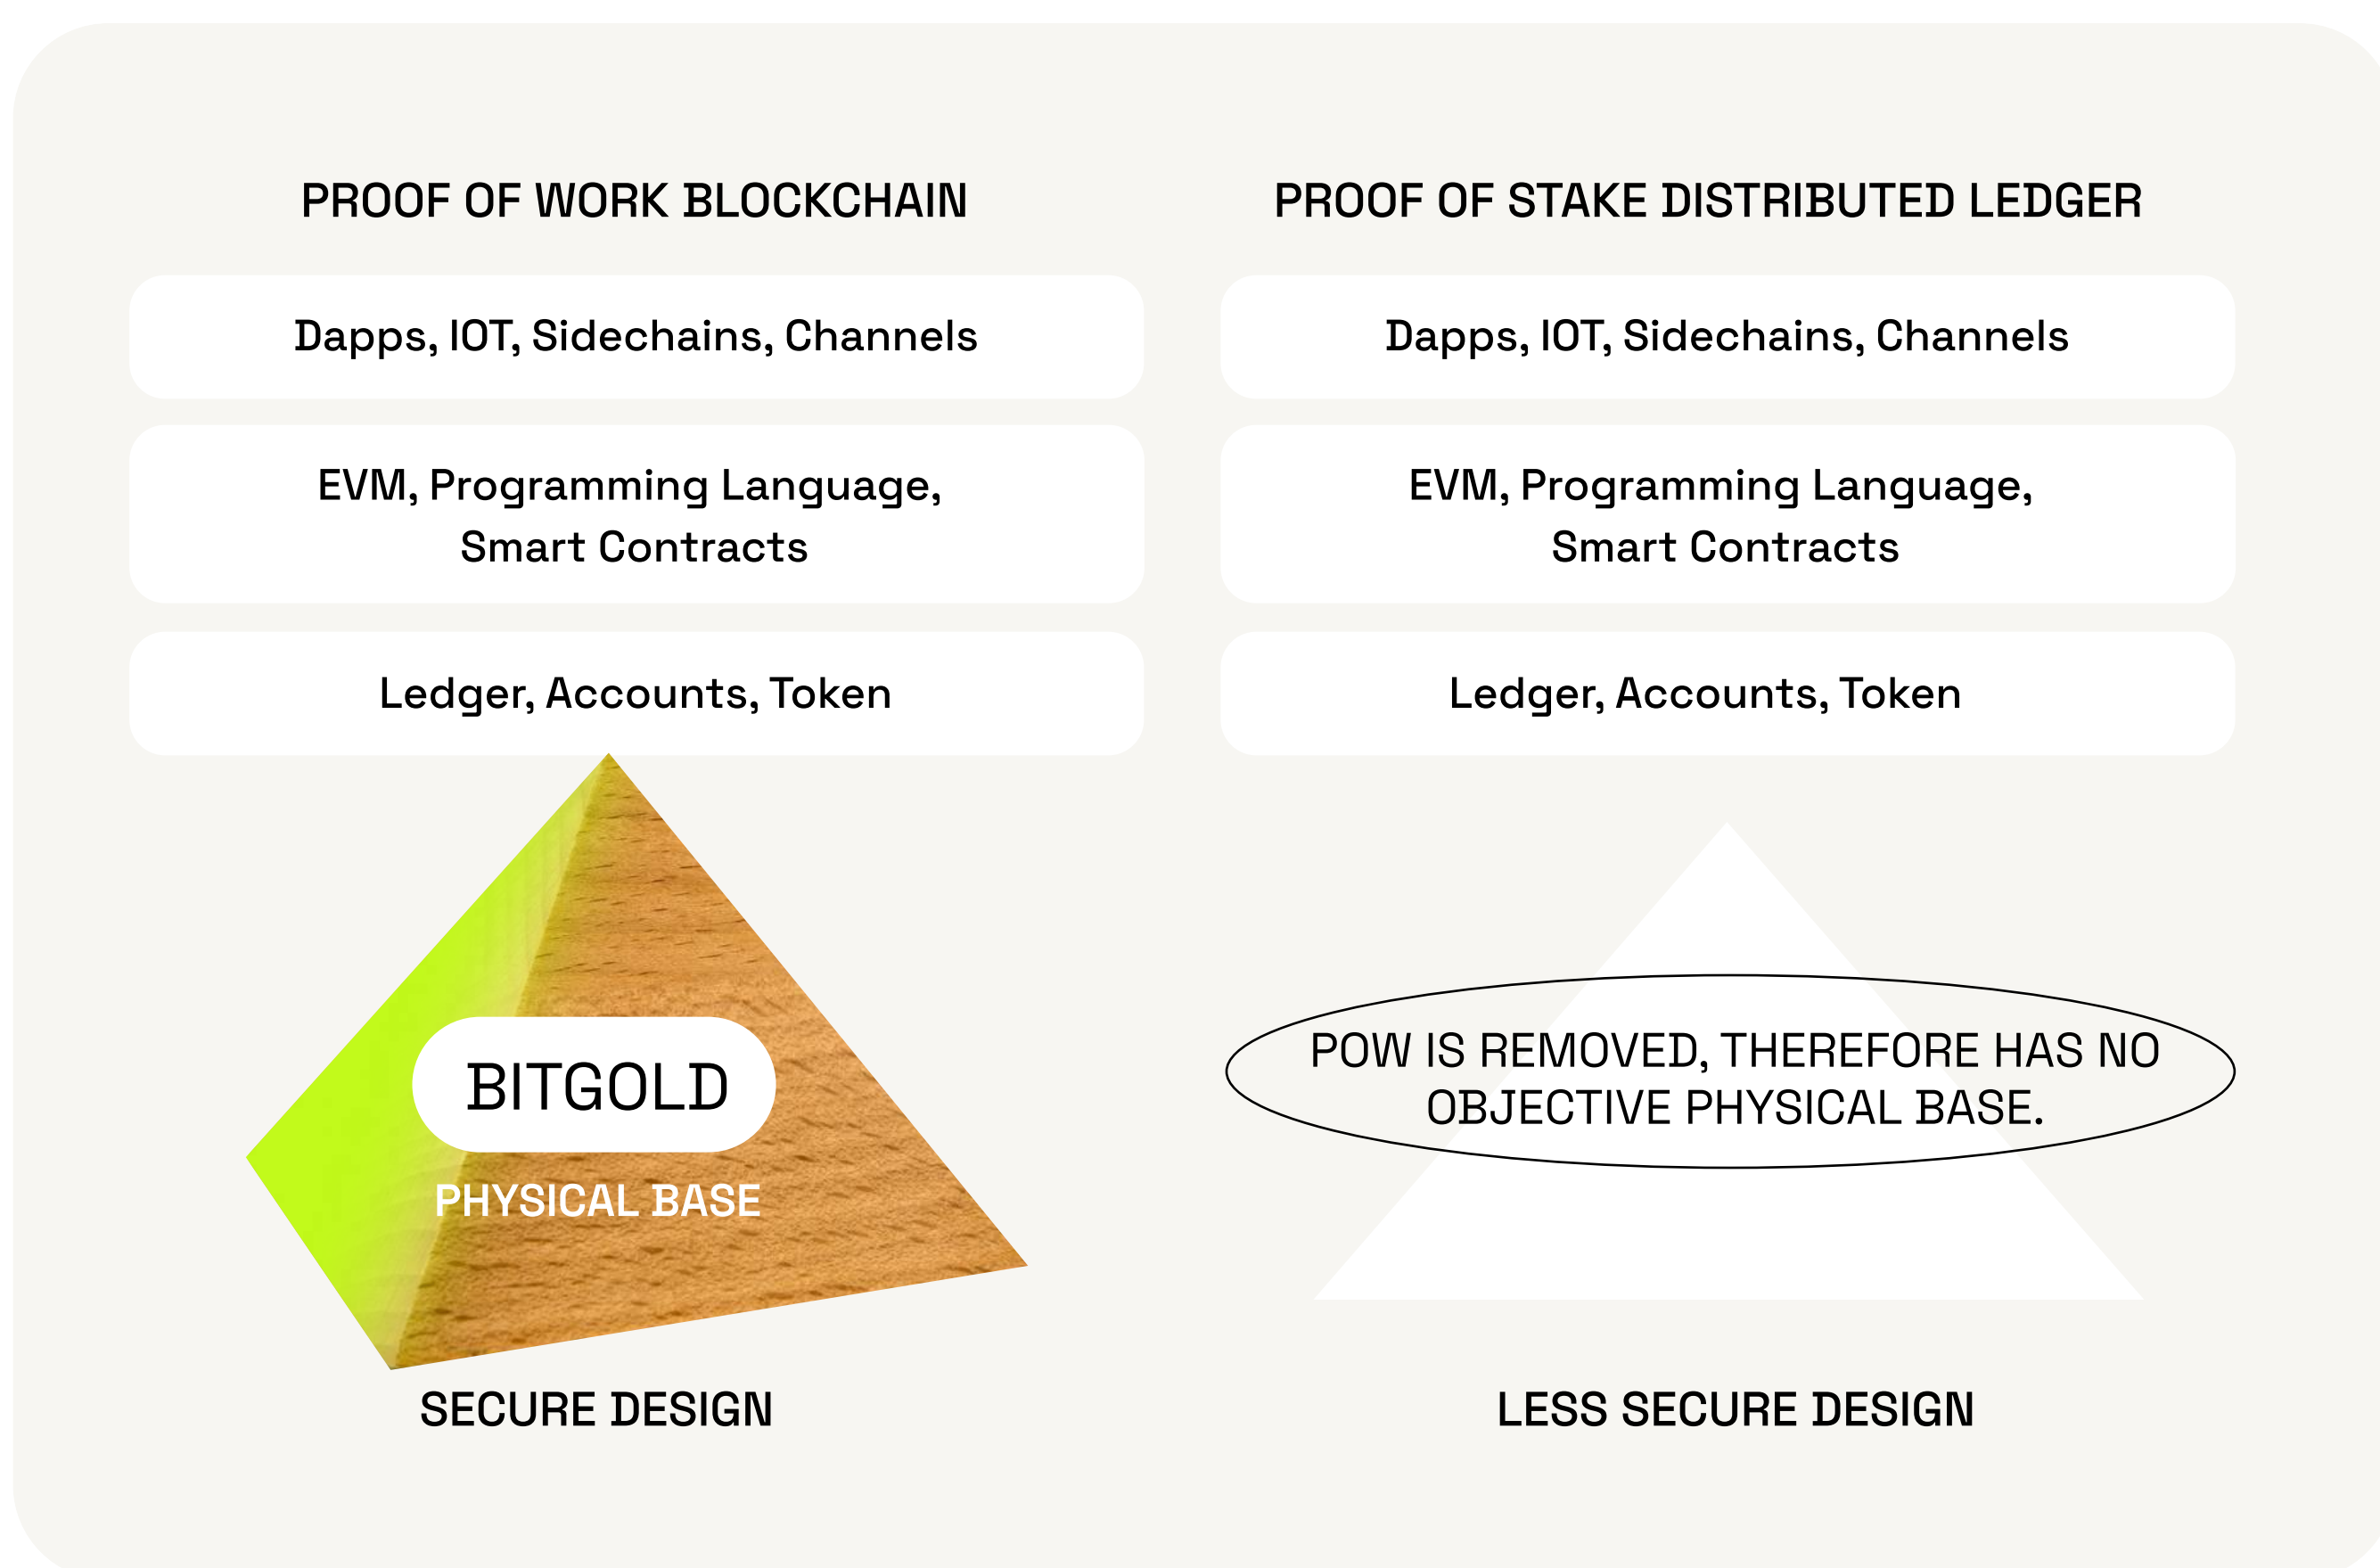 PROOF OF WORK BLOCKCHAIN
Dapps, IOT, Sidechains, Channels
EVM, Programming Language,
Smart Contracts
Ledger, Accounts, Token
BITGOLD
PHYSICAL BASE
SECURE DESIGN
PROOF OF STAKE DISTRIBUTED LEDGER
Dapps, IOT, Sidechains, Channels
EVM, Programming Language,
Smart Contracts
Ledger, Accounts, Token
POW IS REMOVED, THEREFORE HAS NO
OBJECTIVE PHYSICAL BASE.
LESS SECURE DESIGN